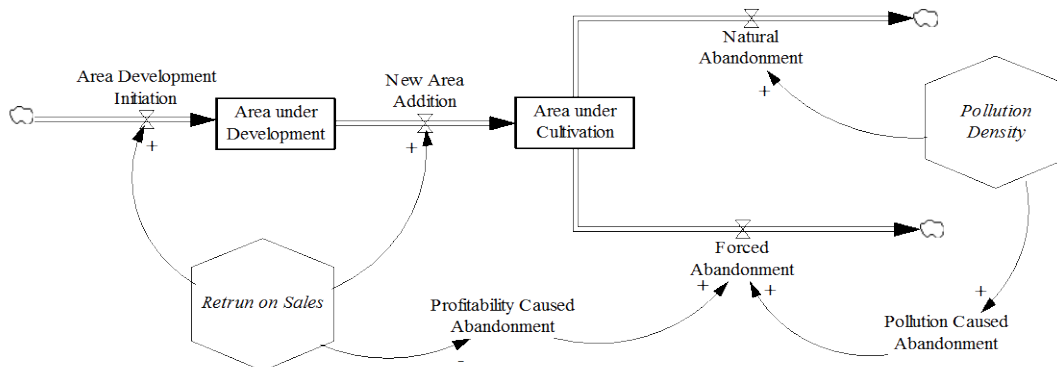 Area Development
Initiation
+
Area under
Development
New Area
Addition
+
Area under
Cultivation
Natural
Abandonment
+
Pollution
Density
Forced
Abandonment
+ +
Retrun on Sales
Profitability Caused
Abandonment
-
+
Pollution Caused
Abandonment